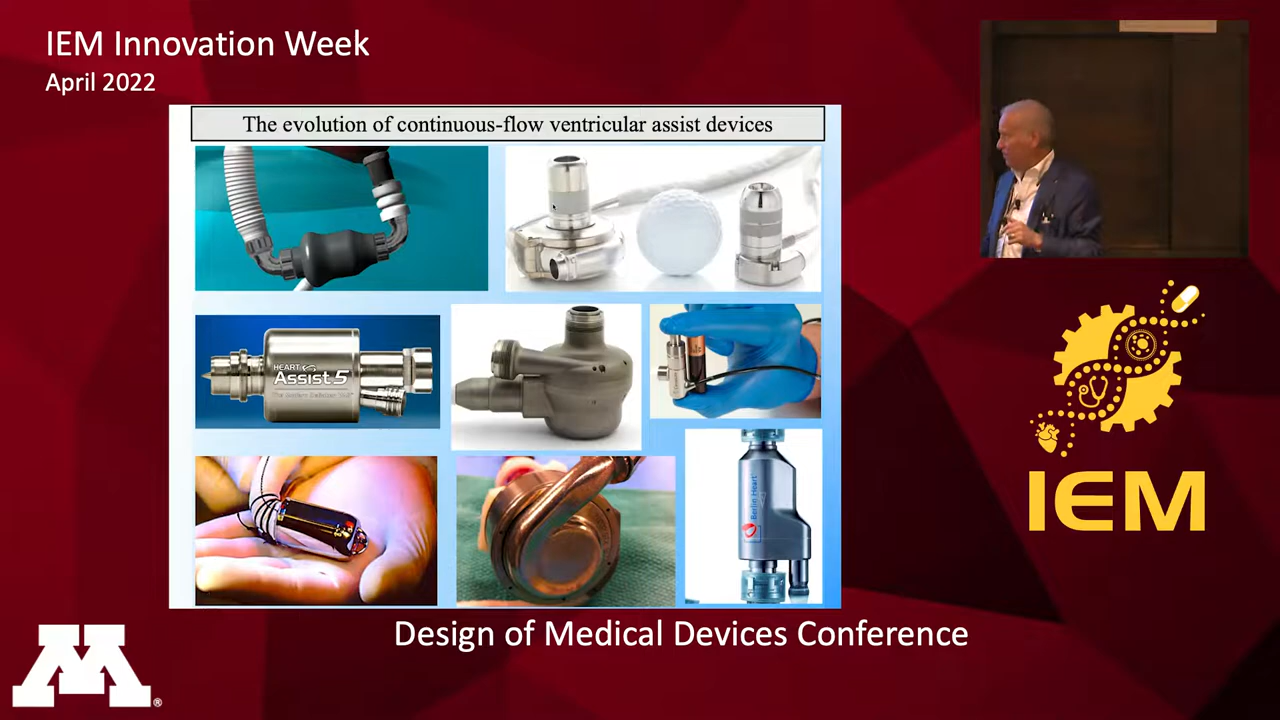 IEM Innovation Week
April 2022
The evolution of continuous-flow ventricular assist devices
HEART
Assist 5
Berlin Heart
IEM
Design of Medical Devices Conference
M
®